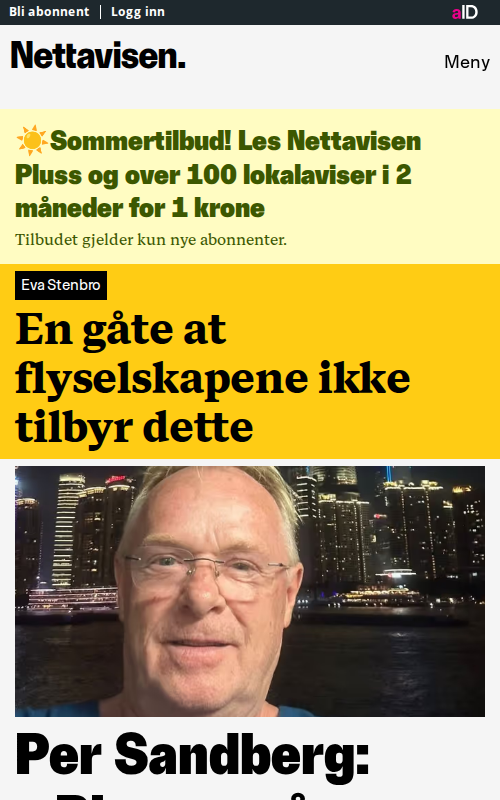 Bli abonnent | Logg inn
aID
Nettavisen.
Meny
☀️Sommertilbud! Les Nettavisen
Pluss og over 100 lokalaviser i 2
måneder for 1 krone
Tilbudet gjelder kun nye abonnenter.
Eva Stenbro
En gåte at
flyselskapene ikke
tilbyr dette
Per Sandberg: